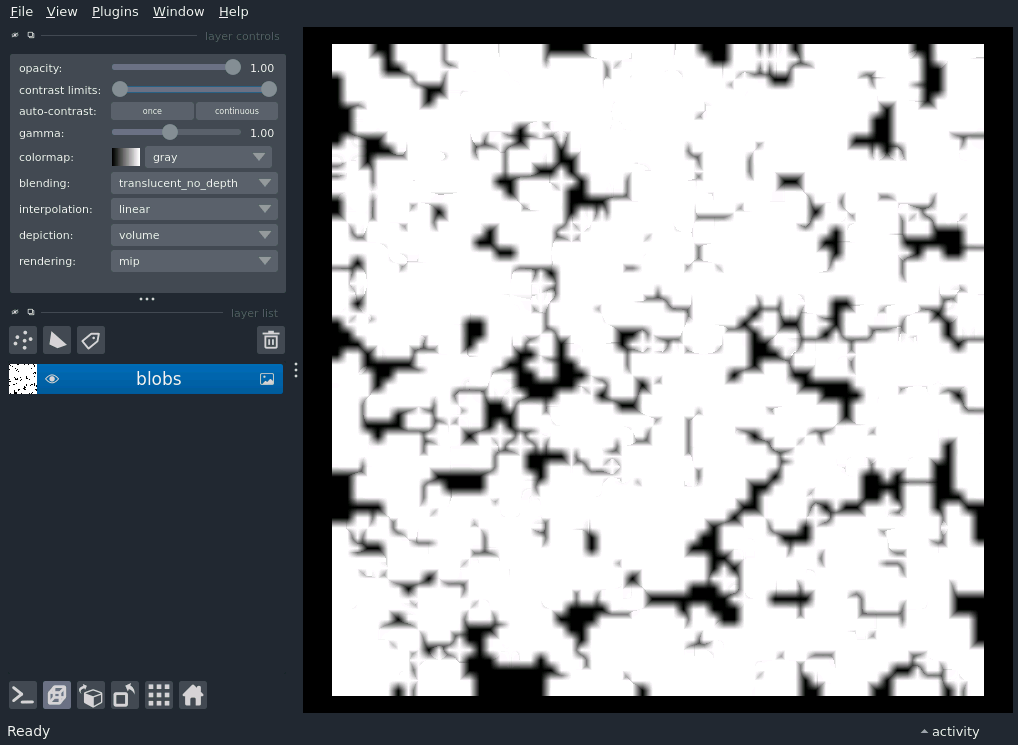 File View Plugins Window Help
layer controls
opacity: 1.00
contrast limits:
auto-contrast: once continuous
gamma: 1.00
colormap: gray
blending: translucent_no_depth
interpolation: linear
depiction: volume
rendering: mip
layer list
blobs
Ready activity